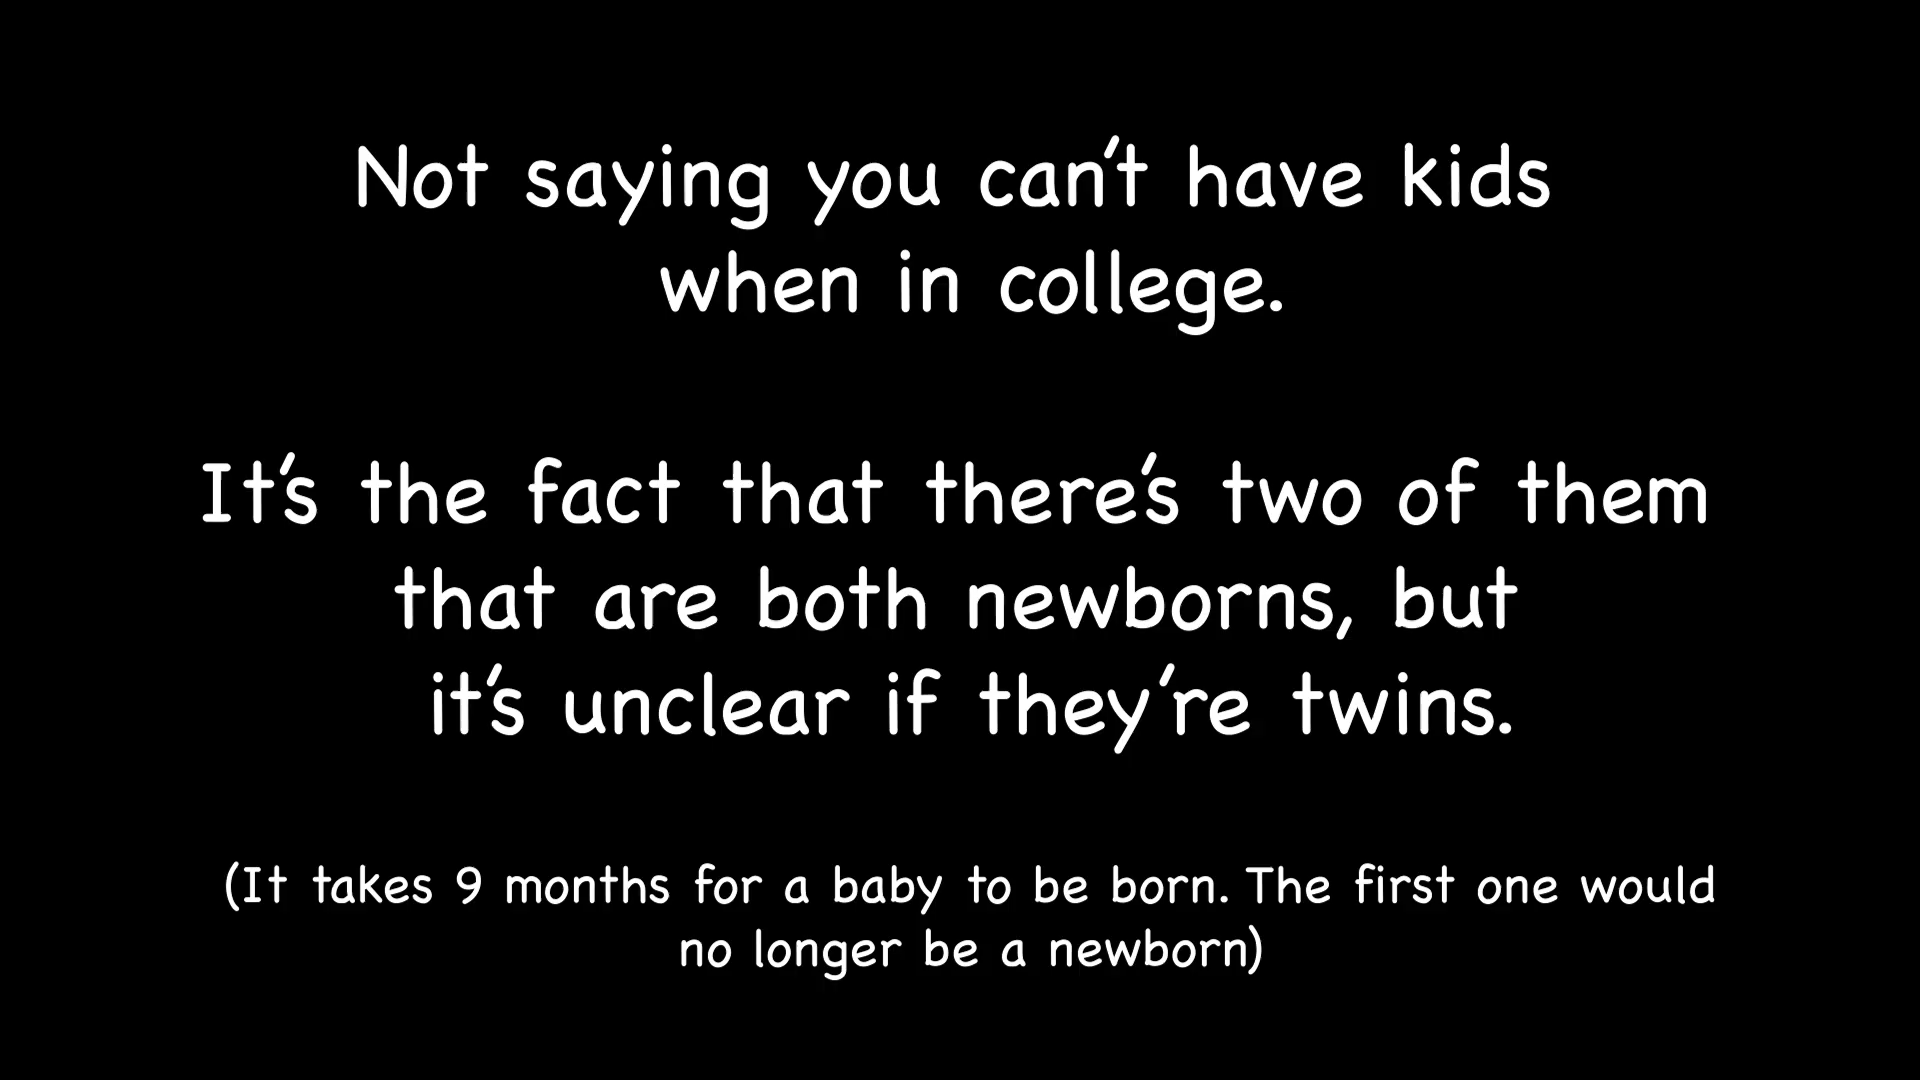 Not saying you can't have kids
when in college.
It's the fact that there's two of them
that are both newborns, but
it's unclear if they're twins.
(It takes 9 months for a baby to be born. The first one would
no longer be a newborn)